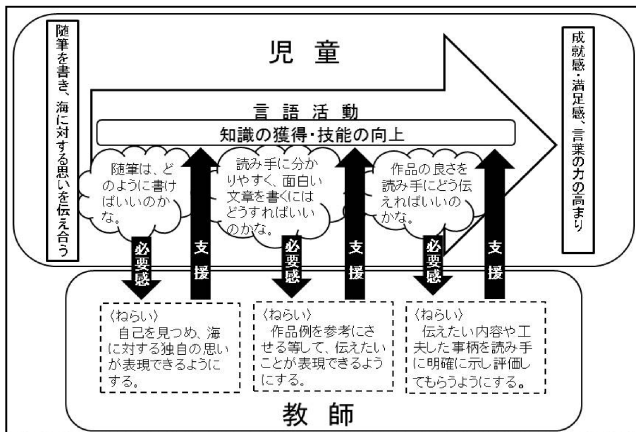 随筆を書き、海に対する思いを伝え合う
児童
成就感・満足感、言葉の力の高まり
言語活動
知識の獲得・技能の向上
随筆は、ど
のように書け
ばいいのか
な。
読み手に分か
りやすく、面白い
文章を書くには
どうすればいい
のかな。
作品の良さを
読み手にどう伝
えればいいの
かな。
必要感
支援
必要感
支援
必要感
支援
〈ねらい〉
自己を見つめ、海
に対する独自の思い
が表現できるように
する。
〈ねらい〉
作品例を参考にさ
せる等して、伝えたい
ことが表現できるよ
うにする。
〈ねらい〉
伝えたい内容や工
夫した事柄を読み手
に明確に示し評価し
てもらうようにする。
教師